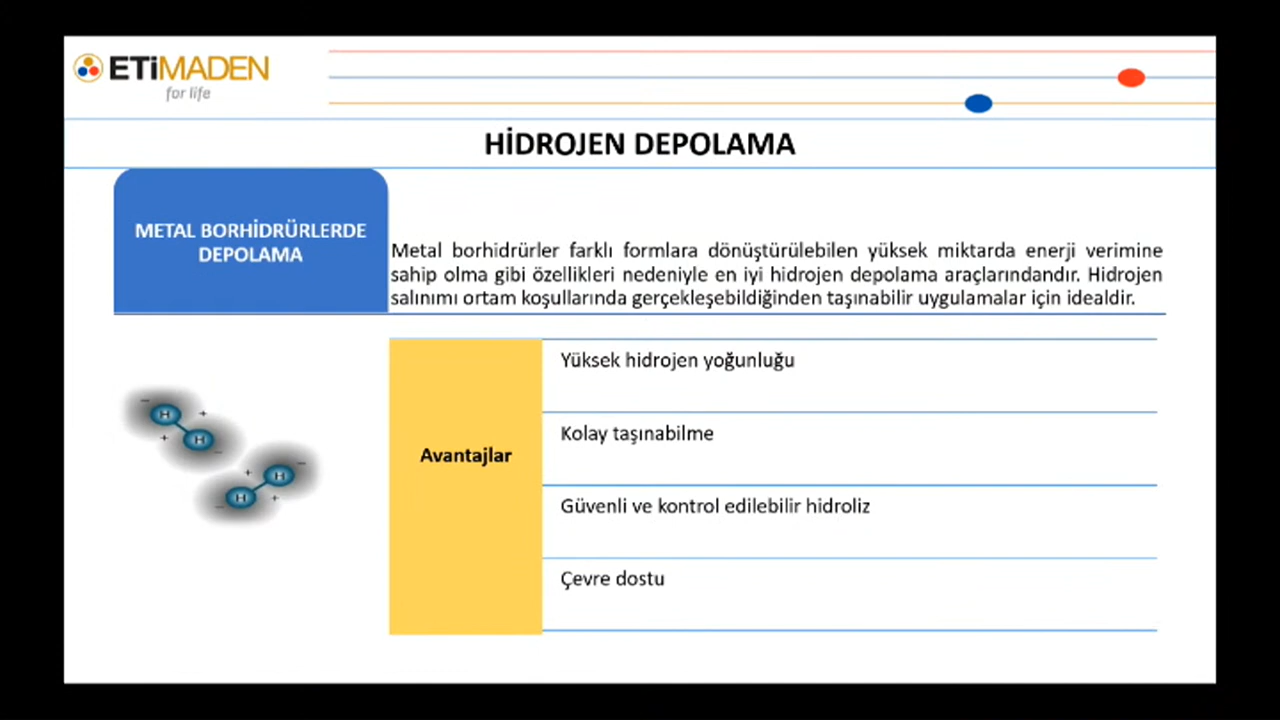 ETİMADEN
for life
HİDROJEN DEPOLAMA
METAL BORHİDRÜRLERDE
DEPOLAMA
Metal borhidrürler farklı formlara dönüştürülebilen yüksek miktarda enerji verimine
sahip olma gibi özellikleri nedeniyle en iyi hidrojen depolama araçlarındandır. Hidrojen
salınımı ortam koşullarında gerçekleşebildiğinden taşınabilir uygulamalar için idealdir.
Avantajlar
Yüksek hidrojen yoğunluğu
Kolay taşınabilme
Güvenli ve kontrol edilebilir hidroliz
Çevre dostu
− H +
+ H −
+ H −
− H +